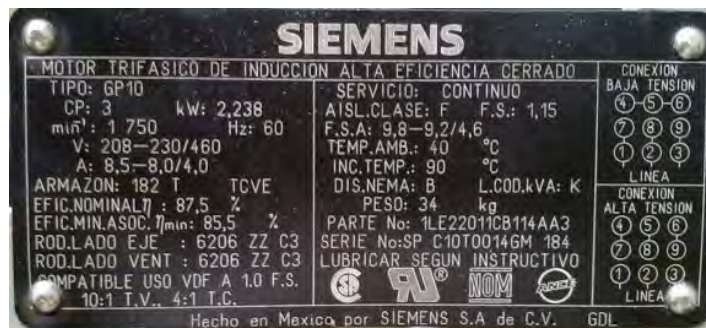 SIEMENS
MOTOR TRIFASICO DE INDUCCION ALTA EFICIENCIA CERRADO
TIPO: GP10
CP: 3 kW: 2,238
min⁻¹: 1 750 Hz: 60
V: 208-230/460
A: 8,5-8,0/4,0
ARMAZON: 182 T TCVE
EFIC.NOMINALη : 87,5 %
EFIC.MIN.ASOC. ηmin: 85,5 %
ROD.LADO EJE : 6206 ZZ C3
ROD.LADO VENT : 6206 ZZ C3
COMPATIBLE USO VDF A 1.0 F.S.
10:1 T.V., 4:1 T.C.
SERVICIO: CONTINUO
AISL.CLASE: F F.S.: 1,15
F.S.A: 9,8-9,2/4,6
TEMP.AMB.: 40 °C
INC.TEMP.: 90 °C
DIS.NEMA: B L.COD.kVA: K
PESO: 34 kg
PARTE No: 1LE22011CB114AA3
SERIE No:SP C10T0014GM 184
LUBRICAR SEGUN INSTRUCTIVO
NOM
ANCE
CONEXION
BAJA TENSION
4-5-6
7 8 9
1 2 3
LINEA
CONEXION
ALTA TENSION
4 5 6
7 8 9
1 2 3
LINEA
Hecho en Mexico por SIEMENS S.A de C.V. GDL